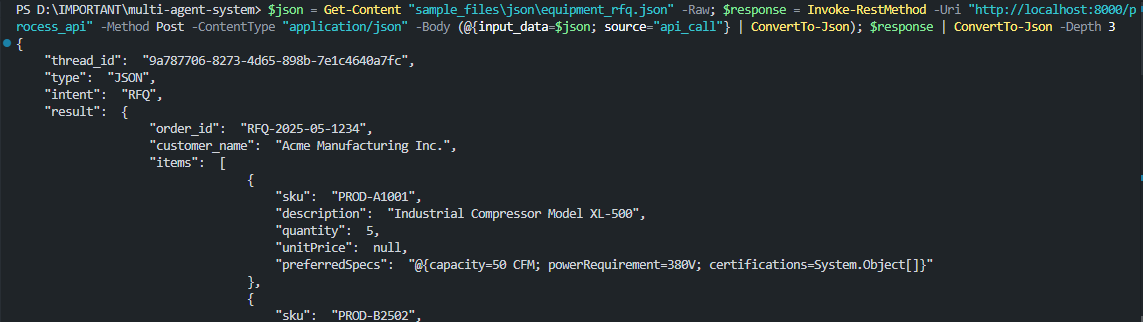 PS D:\IMPORTANT\multi-agent-system> $json = Get-Content "sample_files\json\equipment_rfq.json" -Raw; $response = Invoke-RestMethod -Uri "http://localhost:8000/p
rocess_api" -Method Post -ContentType "application/json" -Body (@{input_data=$json; source="api_call"} | ConvertTo-Json); $response | ConvertTo-Json -Depth 3
{
    "thread_id":  "9a787706-8273-4d65-898b-7e1c4640a7fc",
    "type":  "JSON",
    "intent":  "RFQ",
    "result":  {
                   "order_id":  "RFQ-2025-05-1234",
                   "customer_name":  "Acme Manufacturing Inc.",
                   "items":  [
                                 {
                                     "sku":  "PROD-A1001",
                                     "description":  "Industrial Compressor Model XL-500",
                                     "quantity":  5,
                                     "unitPrice":  null,
                                     "preferredSpecs":  "@{capacity=50 CFM; powerRequirement=380V; certifications=System.Object[]}"
                                 },
                                 {
                                     "sku":  "PROD-B2502",